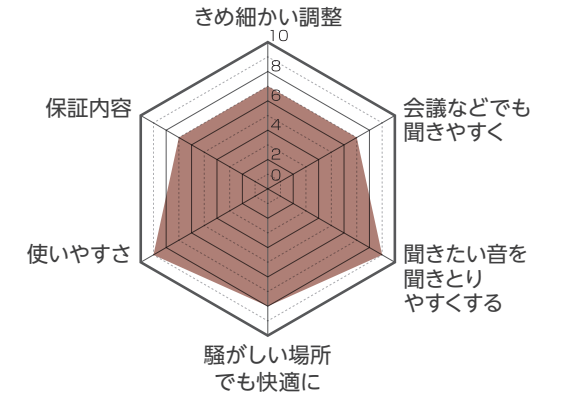 きめ細かい調整
10
8
6
4
2
0
保証内容
会議などでも
聞きやすく
使いやすさ
聞きたい音を
聞きとり
やすくする
騒がしい場所
でも快適に